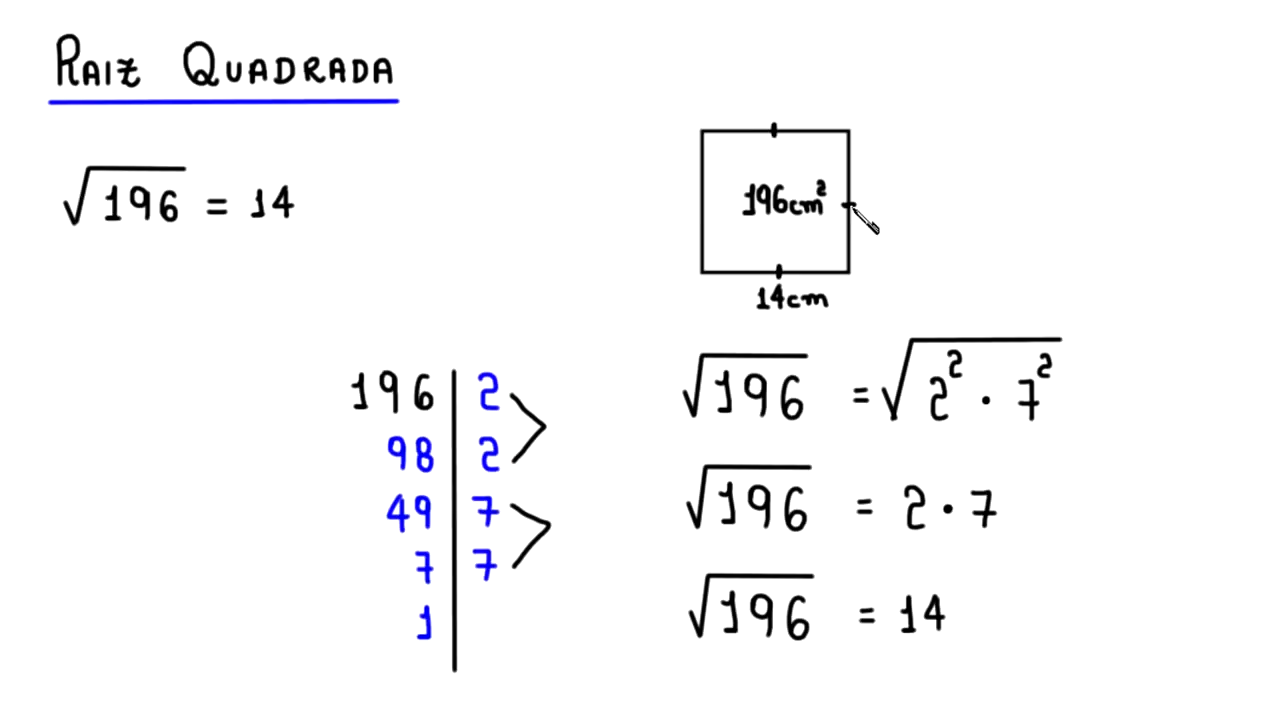 RAIZ QUADRADA
√196 = 14
196cm²
14cm
196 | 2
98 | 2
49 | 7
7 | 7
1 |
√196 = √2² · 7²
√196 = 2 · 7
√196 = 14